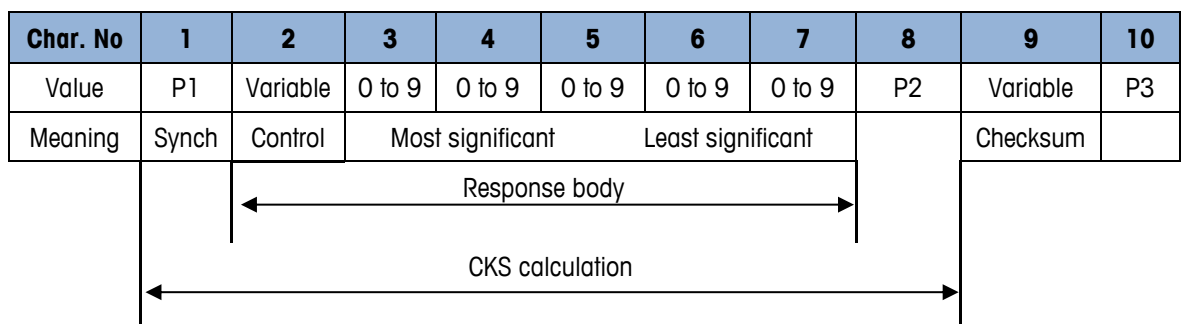 Char. No 1 2 3 4 5 6 7 8 9 10
Value P1 Variable 0 to 9 0 to 9 0 to 9 0 to 9 0 to 9 P2 Variable P3
Meaning Synch Control Most significant Least significant Checksum
Response body
CKS calculation